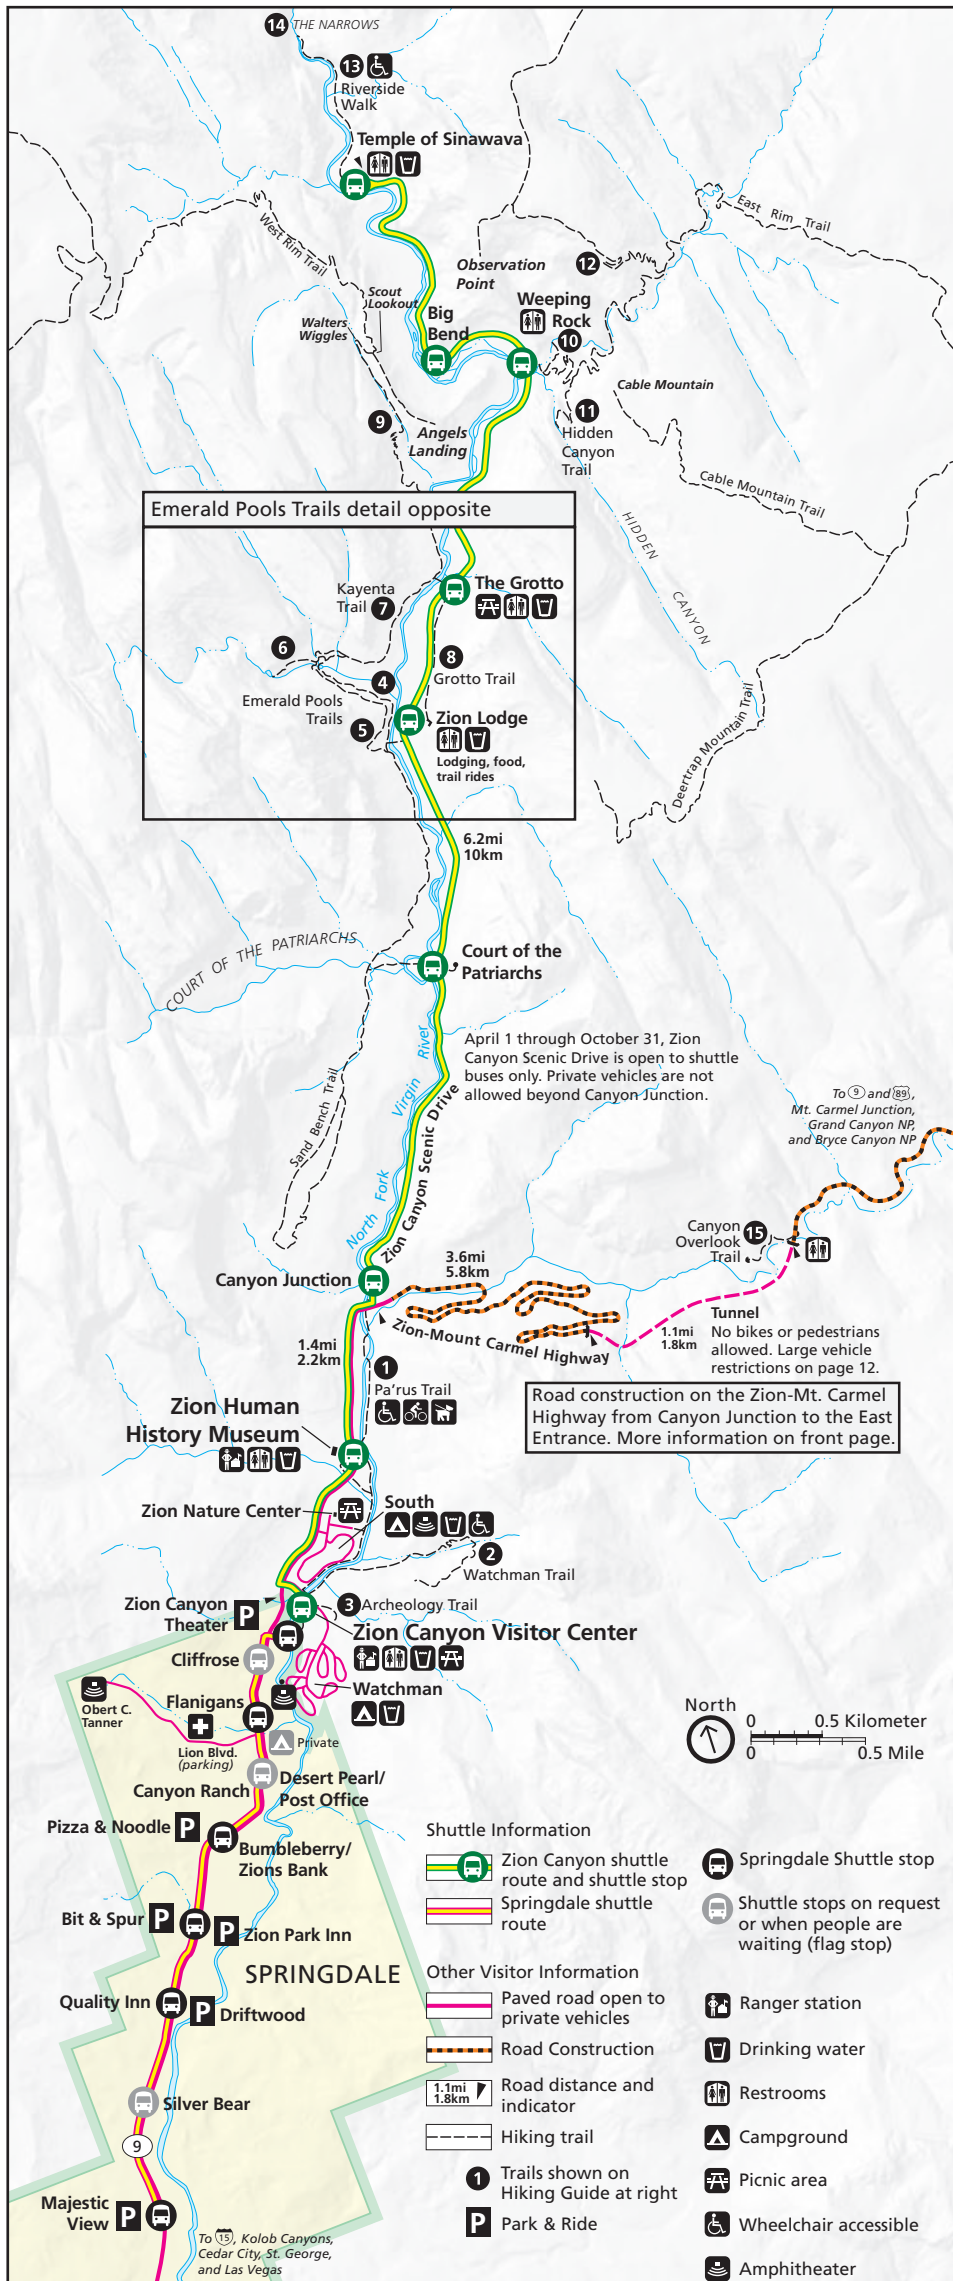 14 THE NARROWS
13
Riverside
Walk
Temple of Sinawava
West Rim Trail
East Rim Trail
Observation
Point
12
Scout
Lookout
Walters
Wiggles
Big
Bend
Weeping
Rock
10
Cable Mountain
11
Hidden
Canyon
Trail
9
Angels
Landing
Cable Mountain Trail
Emerald Pools Trails detail opposite
HIDDEN CANYON
The Grotto
Kayenta
Trail 7
6
8
Grotto Trail
4
Emerald Pools
Trails
5
Zion Lodge
Lodging, food,
trail rides
Deertrap Mountain Trail
6.2mi
10km
COURT OF THE PATRIARCHS
Court of the
Patriarchs
April 1 through October 31, Zion
Canyon Scenic Drive is open to shuttle
buses only. Private vehicles are not
allowed beyond Canyon Junction.
North Fork Virgin River
Zion Canyon Scenic Drive
Sand Bench Trail
To 9 and 89,
Mt. Carmel Junction,
Grand Canyon NP,
and Bryce Canyon NP
Canyon
Overlook
Trail
15
Canyon Junction
3.6mi
5.8km
Zion-Mount Carmel Highway
1.1mi
1.8km
Tunnel
No bikes or pedestrians
allowed. Large vehicle
restrictions on page 12.
1.4mi
2.2km
1
Pa'rus Trail
Road construction on the Zion-Mt. Carmel
Highway from Canyon Junction to the East
Entrance. More information on front page.
Zion Human
History Museum
Zion Nature Center
South
2
Watchman Trail
Zion Canyon
Theater
P
3 Archeology Trail
Zion Canyon Visitor Center
Cliffrose
Watchman
Obert C.
Tanner
Flanigans
Lion Blvd.
(parking)
Private
Canyon Ranch
Desert Pearl/
Post Office
Pizza & Noodle P
Bumbleberry/
Zions Bank
Bit & Spur P
P Zion Park Inn
SPRINGDALE
Quality Inn
P Driftwood
Silver Bear
9
Majestic
View
P
To 15, Kolob Canyons,
Cedar City, St. George,
and Las Vegas
North
0 0.5 Kilometer
0 0.5 Mile
Shuttle Information
Zion Canyon shuttle
route and shuttle stop
Springdale shuttle
route
Springdale Shuttle stop
Shuttle stops on request
or when people are
waiting (flag stop)
Other Visitor Information
Paved road open to
private vehicles
Road Construction
1.1mi
1.8km
Road distance and
indicator
Hiking trail
1 Trails shown on
Hiking Guide at right
P Park & Ride
Ranger station
Drinking water
Restrooms
Campground
Picnic area
Wheelchair accessible
Amphitheater